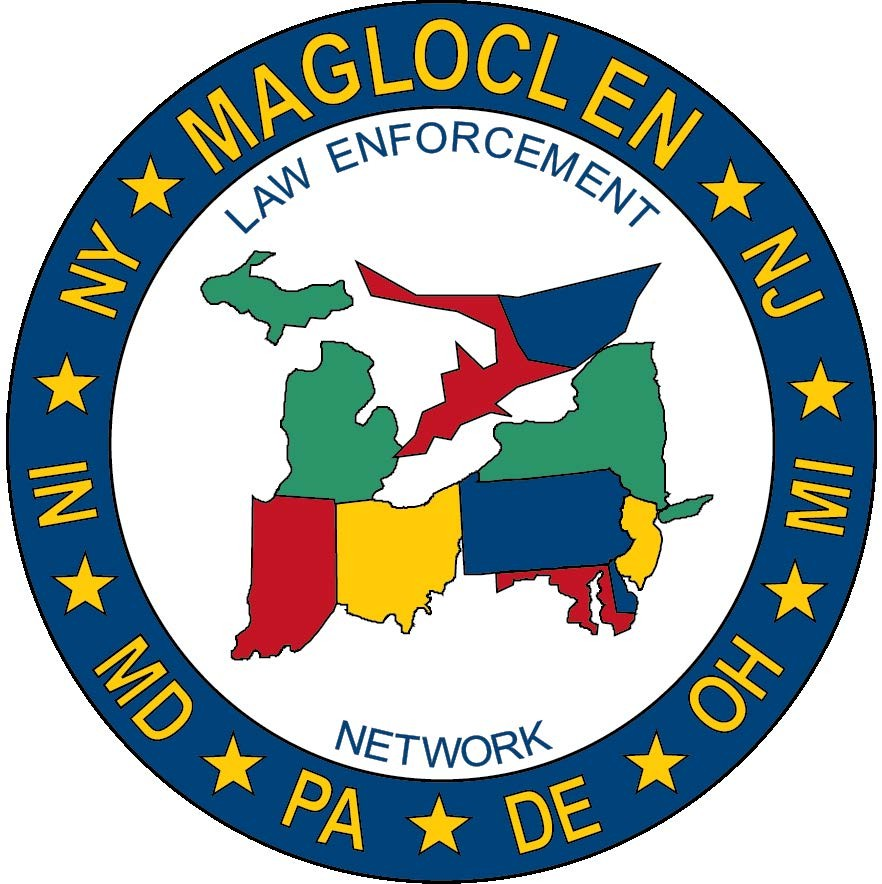 MAGLOCLEN
LAW ENFORCEMENT
NETWORK
NY
NJ
IN
MI
MD
OH
PA
DE